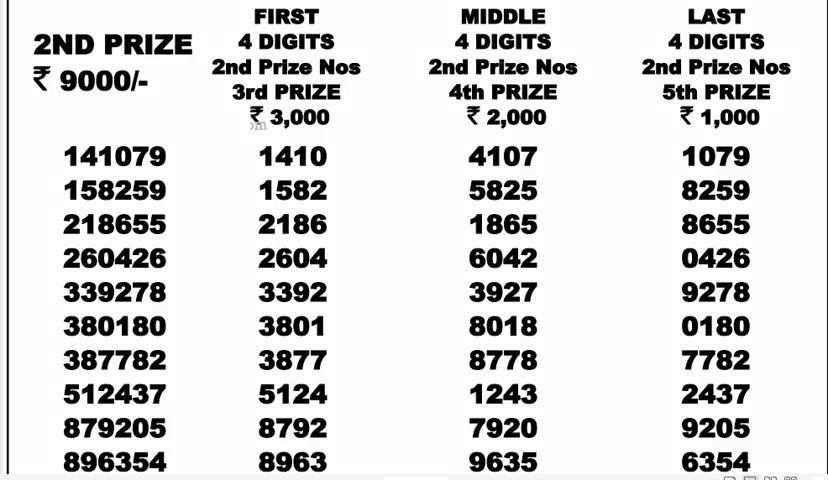 2ND PRIZE
₹ 9000/-
FIRST
4 DIGITS
2nd Prize Nos
3rd PRIZE
₹ 3,000
MIDDLE
4 DIGITS
2nd Prize Nos
4th PRIZE
₹ 2,000
LAST
4 DIGITS
2nd Prize Nos
5th PRIZE
₹ 1,000
141079 1410 4107 1079
158259 1582 5825 8259
218655 2186 1865 8655
260426 2604 6042 0426
339278 3392 3927 9278
380180 3801 8018 0180
387782 3877 8778 7782
512437 5124 1243 2437
879205 8792 7920 9205
896354 8963 9635 6354